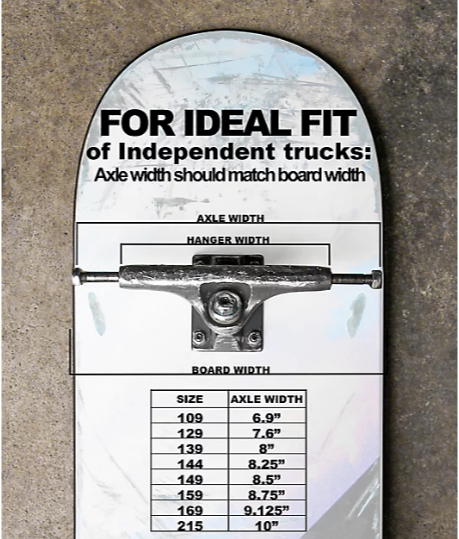 FOR IDEAL FIT
of Independent trucks:
Axle width should match board width
AXLE WIDTH
HANGER WIDTH
BOARD WIDTH
SIZE AXLE WIDTH
109 6.9”
129 7.6”
139 8”
144 8.25”
149 8.5”
159 8.75”
169 9.125”
215 10”